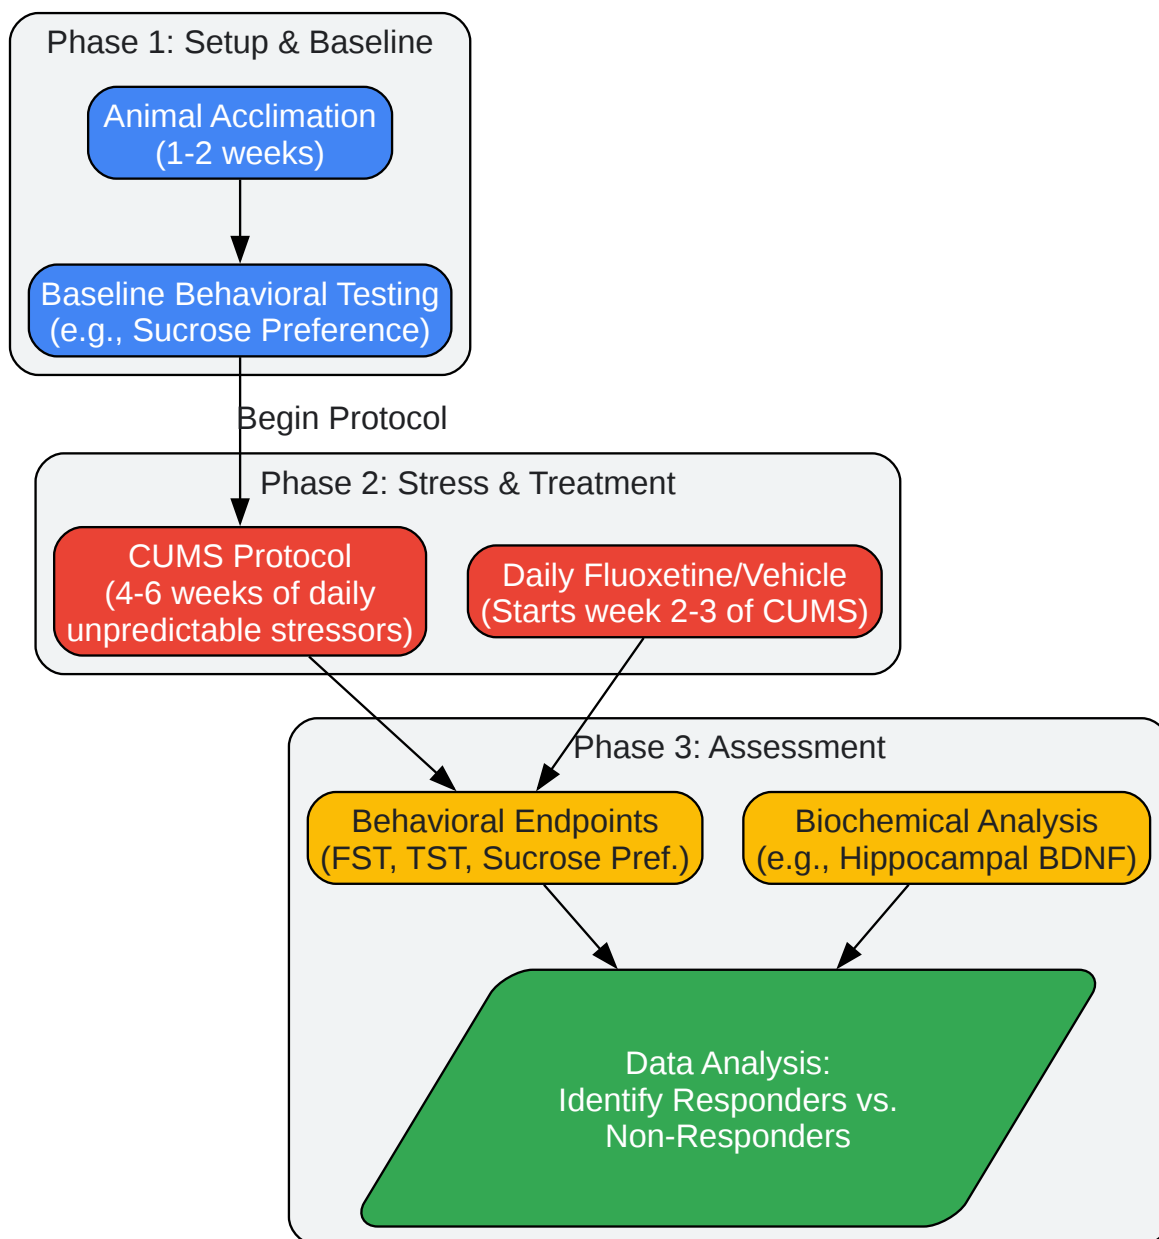 Phase 1: Setup & Baseline
Animal Acclimation
(1-2 weeks)
Baseline Behavioral Testing
(e.g., Sucrose Preference)
Begin Protocol
Phase 2: Stress & Treatment
CUMS Protocol
(4-6 weeks of daily
unpredictable stressors)
Daily Fluoxetine/Vehicle
(Starts week 2-3 of CUMS)
Phase 3: Assessment
Behavioral Endpoints
(FST, TST, Sucrose Pref.)
Biochemical Analysis
(e.g., Hippocampal BDNF)
Data Analysis:
Identify Responders vs.
Non-Responders